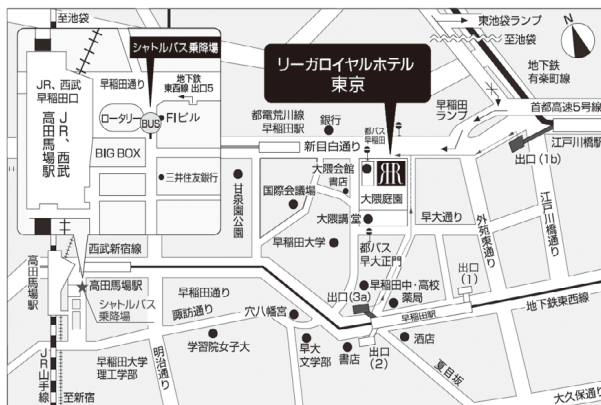 至池袋
シャトルバス乗降場
早稲田通り
地下鉄
東西線 出口5
JR、西武
早稲田口
JR、西武
高田馬場駅
ロータリー
BUS
FIビル
BIG BOX
三井住友銀行
リーガロイヤルホテル
東京
N
東池袋ランプ
至池袋
地下鉄
有楽町線
首都高速5号線
早稲田
ランプ
江戸川橋駅
出口(1b)
都電荒川線
早稲田駅
銀行
都バス
早稲田
新目白通り
大隈会館
書店
大隈庭園
国際会議場
甘泉園公園
大隈講堂
早大通り
外苑東通り
江戸川橋通り
早稲田大学
都バス
早大正門
西武新宿線
高田馬場駅
高田馬場駅
シャトルバス
乗降場
早稲田通り
諏訪通り
穴八幡宮
出口(3a)
早稲田中・高校
薬局
出口
(1)
地下鉄東西線
早稲田駅
学習院女子大
早大
文学部
書店
出口
(2)
酒店
夏目坂
大久保通り
早稲田大学
理工学部
明治通り
JR山手線
至新宿